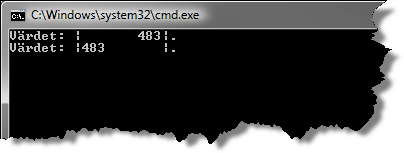 C:\Windows\system32\cmd.exe
Värdet: |       483|.
Värdet: |483       |.